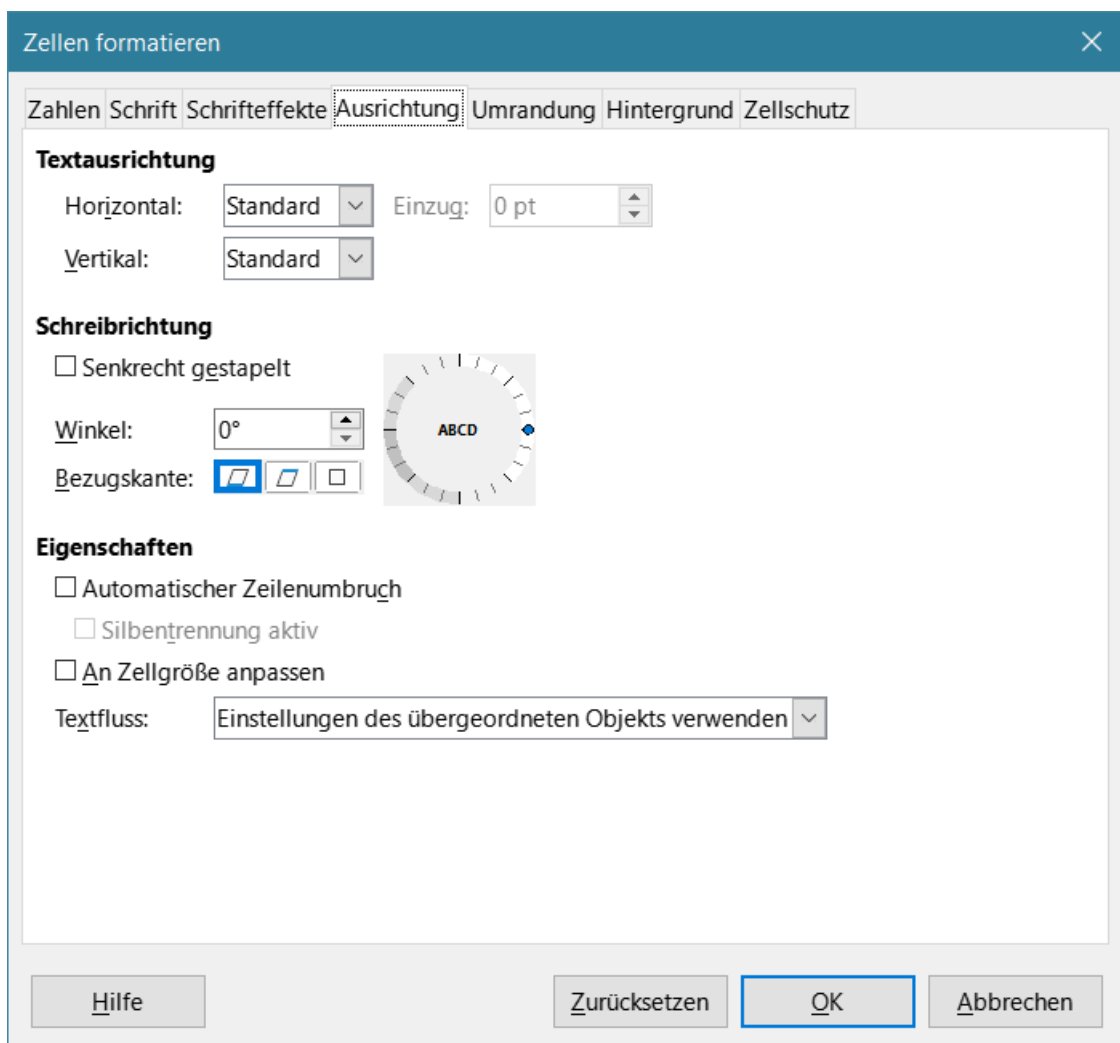 Zellen formatieren
Zahlen Schrift Schrifteffekte Ausrichtung Umrandung Hintergrund Zellschutz
Textausrichtung
Horizontal: Standard Einzug: 0 pt
Vertikal: Standard
Schreibrichtung
Senkrecht gestapelt
Winkel: 0° ABCD
Bezugskante:
Eigenschaften
Automatischer Zeilenumbruch
Silbentrennung aktiv
An Zellgröße anpassen
Textfluss: Einstellungen des übergeordneten Objekts verwenden
Hilfe Zurücksetzen OK Abbrechen